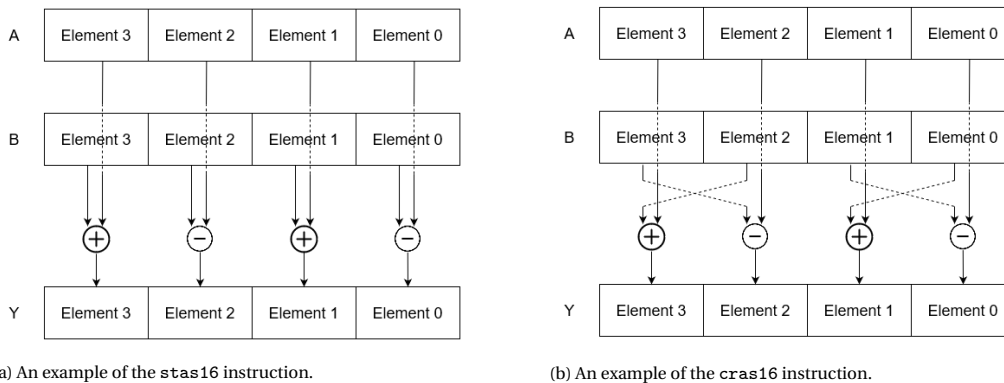 A Element 3 Element 2 Element 1 Element 0
B Element 3 Element 2 Element 1 Element 0
+ − + −
Y Element 3 Element 2 Element 1 Element 0
a) An example of the stas16 instruction.
A Element 3 Element 2 Element 1 Element 0
B Element 3 Element 2 Element 1 Element 0
+ − + −
Y Element 3 Element 2 Element 1 Element 0
(b) An example of the cras16 instruction.